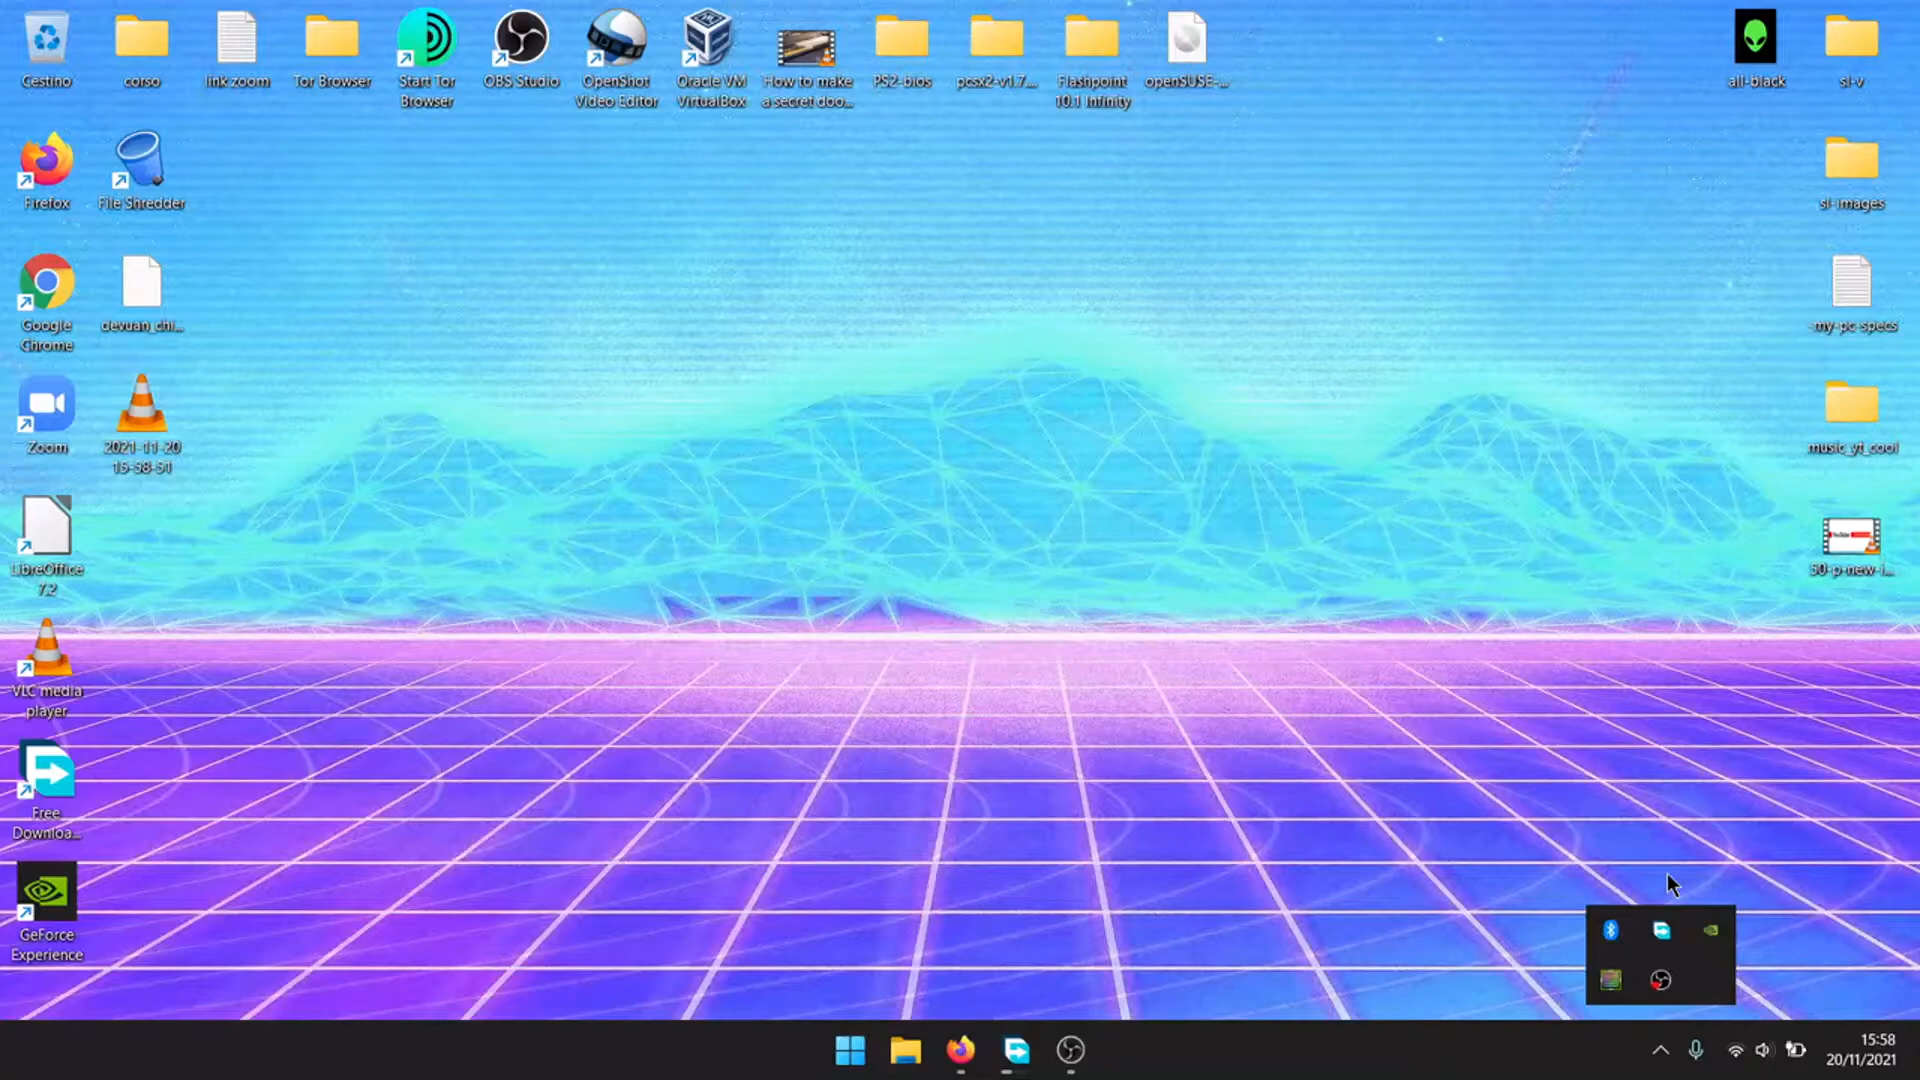 Cestino
corso
link zoom
Tor Browser
Start Tor
Browser
OBS Studio
OpenShot
Video Editor
Oracle VM
VirtualBox
How to make
a secret doo...
PS2-bios
pcsx2-v1.7....
Flashpoint
10.1 Infinity
openSUSE-...
all-black
sl-v
Firefox
File Shredder
sl-images
Google
Chrome
devuan_chi...
my-pc-specs
Zoom
2021-11-20
15-58-51
music_yt_cool
LibreOffice
7.2
50-p-new-i...
VLC media
player
Free
Downloa...
GeForce
Experience
15:58
20/11/2021